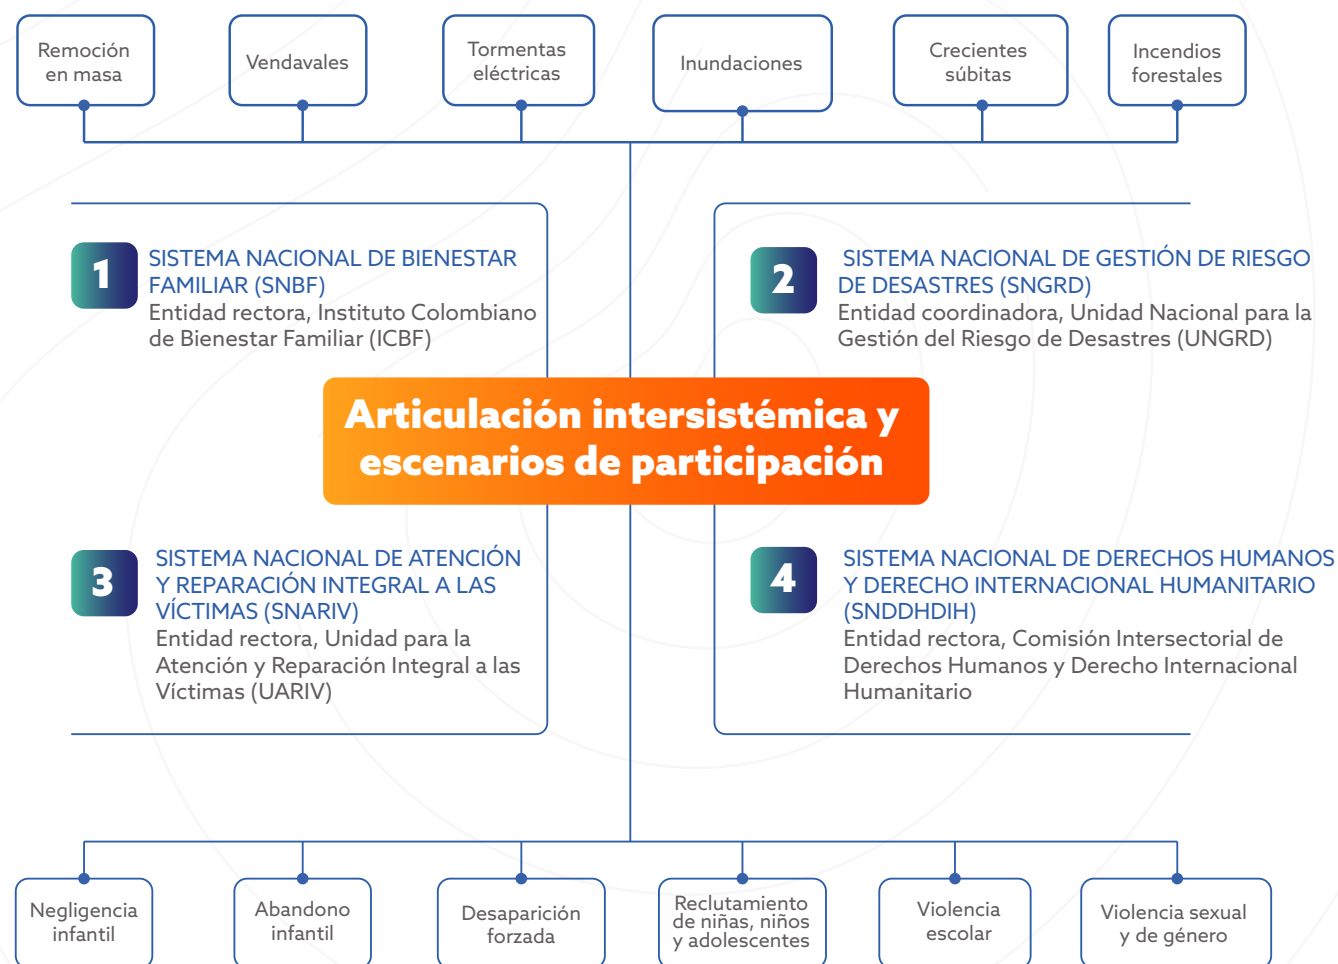 Remoción
en masa
Vendavales
Tormentas
eléctricas
Inundaciones
Crecientes
súbitas
Incendios
forestales
1
SISTEMA NACIONAL DE BIENESTAR
FAMILIAR (SNBF)
Entidad rectora, Instituto Colombiano
de Bienestar Familiar (ICBF)
2
SISTEMA NACIONAL DE GESTIÓN DE RIESGO
DE DESASTRES (SNGRD)
Entidad coordinadora, Unidad Nacional para la
Gestión del Riesgo de Desastres (UNGRD)
Articulación intersistémica y
escenarios de participación
3
SISTEMA NACIONAL DE ATENCIÓN
Y REPARACIÓN INTEGRAL A LAS
VÍCTIMAS (SNARIV)
Entidad rectora, Unidad para la
Atención y Reparación Integral a las
Víctimas (UARIV)
4
SISTEMA NACIONAL DE DERECHOS HUMANOS
Y DERECHO INTERNACIONAL HUMANITARIO
(SNDDHDIH)
Entidad rectora, Comisión Intersectorial de
Derechos Humanos y Derecho Internacional
Humanitario
Negligencia
infantil
Abandono
infantil
Desaparición
forzada
Reclutamiento
de niñas, niños
y adolescentes
Violencia
escolar
Violencia sexual
y de género